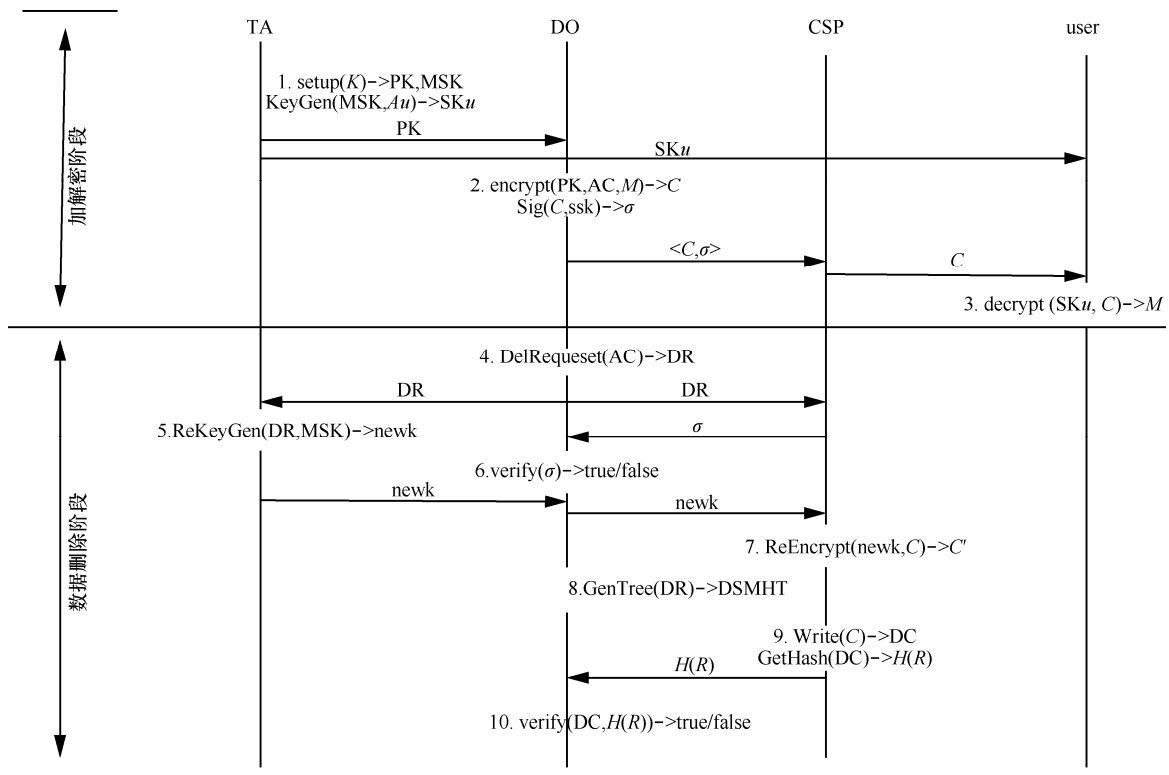 TA
DO
CSP
user
加解密阶段
1. setup(K)->PK,MSK
KeyGen(MSK,Au)->SKu
PK
SKu
2. encrypt(PK,AC,M)->C
Sig(C,ssk)->σ
<C,σ>
C
3. decrypt (SKu, C)->M
数据删除阶段
4. DelRequeset(AC)->DR
DR
DR
5.ReKeyGen(DR,MSK)->newk
σ
6.verify(σ)->true/false
newk
newk
7. ReEncrypt(newk,C)->C′
8.GenTree(DR)->DSMHT
9. Write(C)->DC
GetHash(DC)->H(R)
H(R)
10. verify(DC,H(R))->true/false